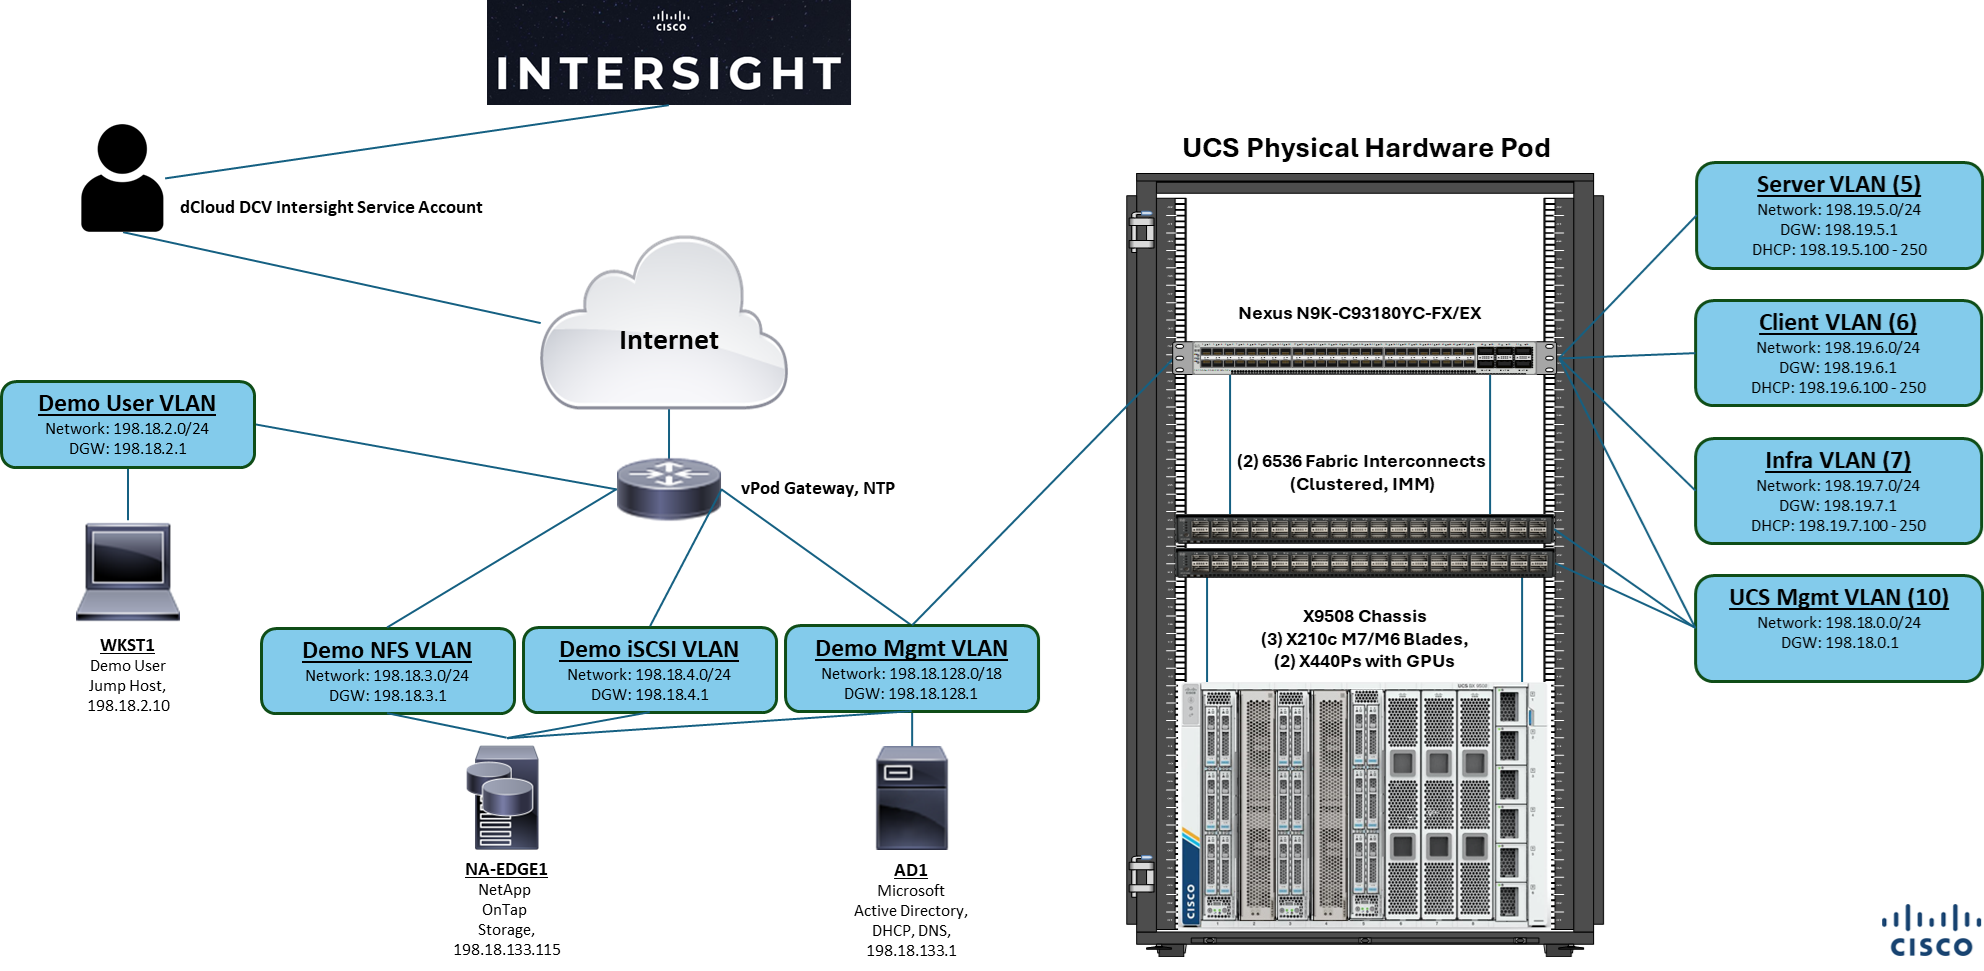 CISCO
INTERSIGHT
dCloud DCV Intersight Service Account
Internet
vPod Gateway, NTP
Demo User VLAN
Network: 198.18.2.0/24
DGW: 198.18.2.1
WKST1
Demo User
Jump Host,
198.18.2.10
Demo NFS VLAN
Network: 198.18.3.0/24
DGW: 198.18.3.1
Demo iSCSI VLAN
Network: 198.18.4.0/24
DGW: 198.18.4.1
Demo Mgmt VLAN
Network: 198.18.128.0/18
DGW: 198.18.128.1
NA-EDGE1
NetApp
OnTap
Storage,
198.18.133.115
AD1
Microsoft
Active Directory,
DHCP, DNS,
198.18.133.1
UCS Physical Hardware Pod
Nexus N9K-C93180YC-FX/EX
(2) 6536 Fabric Interconnects
(Clustered, IMM)
X9508 Chassis
(3) X210c M7/M6 Blades,
(2) X440Ps with GPUs
CISCO
Server VLAN (5)
Network: 198.19.5.0/24
DGW: 198.19.5.1
DHCP: 198.19.5.100 - 250
Client VLAN (6)
Network: 198.19.6.0/24
DGW: 198.19.6.1
DHCP: 198.19.6.100 - 250
Infra VLAN (7)
Network: 198.19.7.0/24
DGW: 198.19.7.1
DHCP: 198.19.7.100 - 250
UCS Mgmt VLAN (10)
Network: 198.18.0.0/24
DGW: 198.18.0.1
CISCO